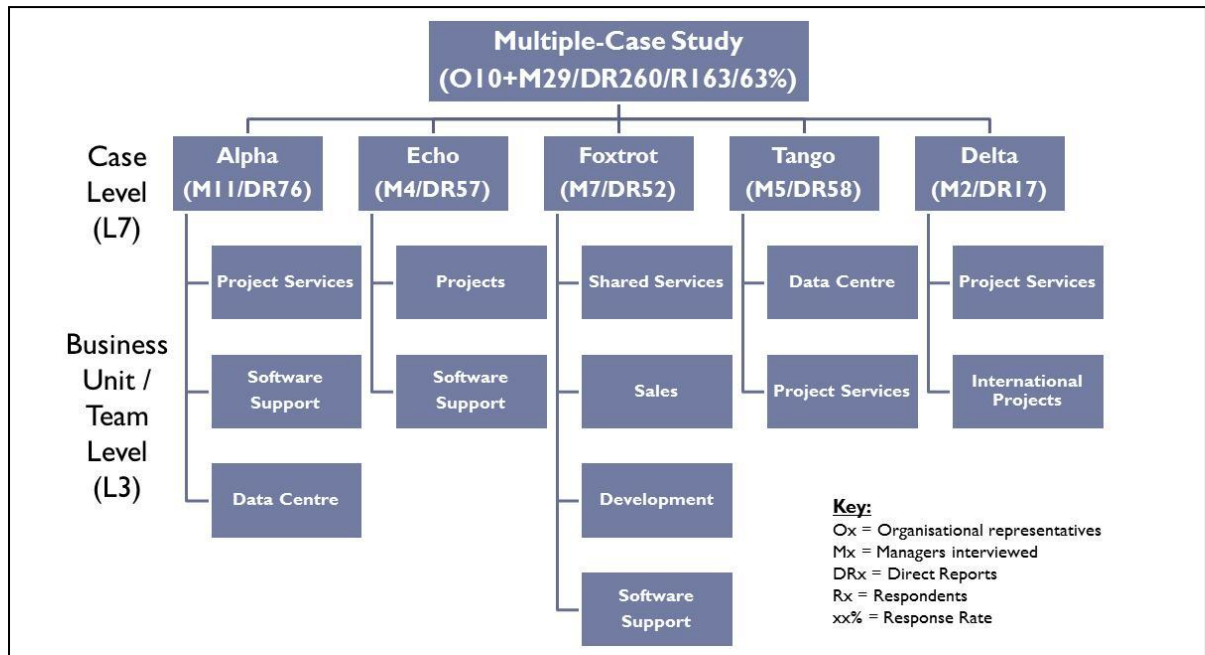 Multiple-Case Study
(O10+M29/DR260/R163/63%)
Case
Level
(L7)
Alpha
(M11/DR76)
Echo
(M4/DR57)
Foxtrot
(M7/DR52)
Tango
(M5/DR58)
Delta
(M2/DR17)
Business
Unit /
Team
Level
(L3)
Project Services
Software
Support
Data Centre
Projects
Software
Support
Shared Services
Sales
Development
Software
Support
Data Centre
Project Services
Project Services
International
Projects
Key:
Ox = Organisational representatives
Mx = Managers interviewed
DRx = Direct Reports
Rx = Respondents
xx% = Response Rate